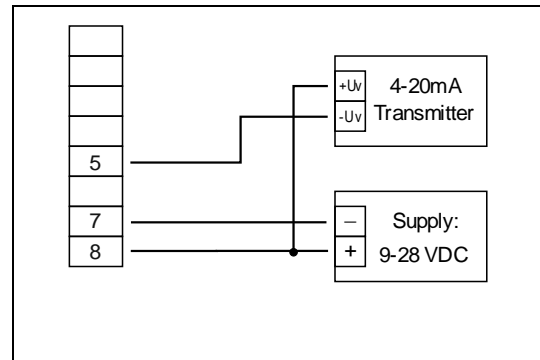 +Uv
4-20mA
-Uv
Transmitter
5
7
– Supply:
8
+ 9-28 VDC